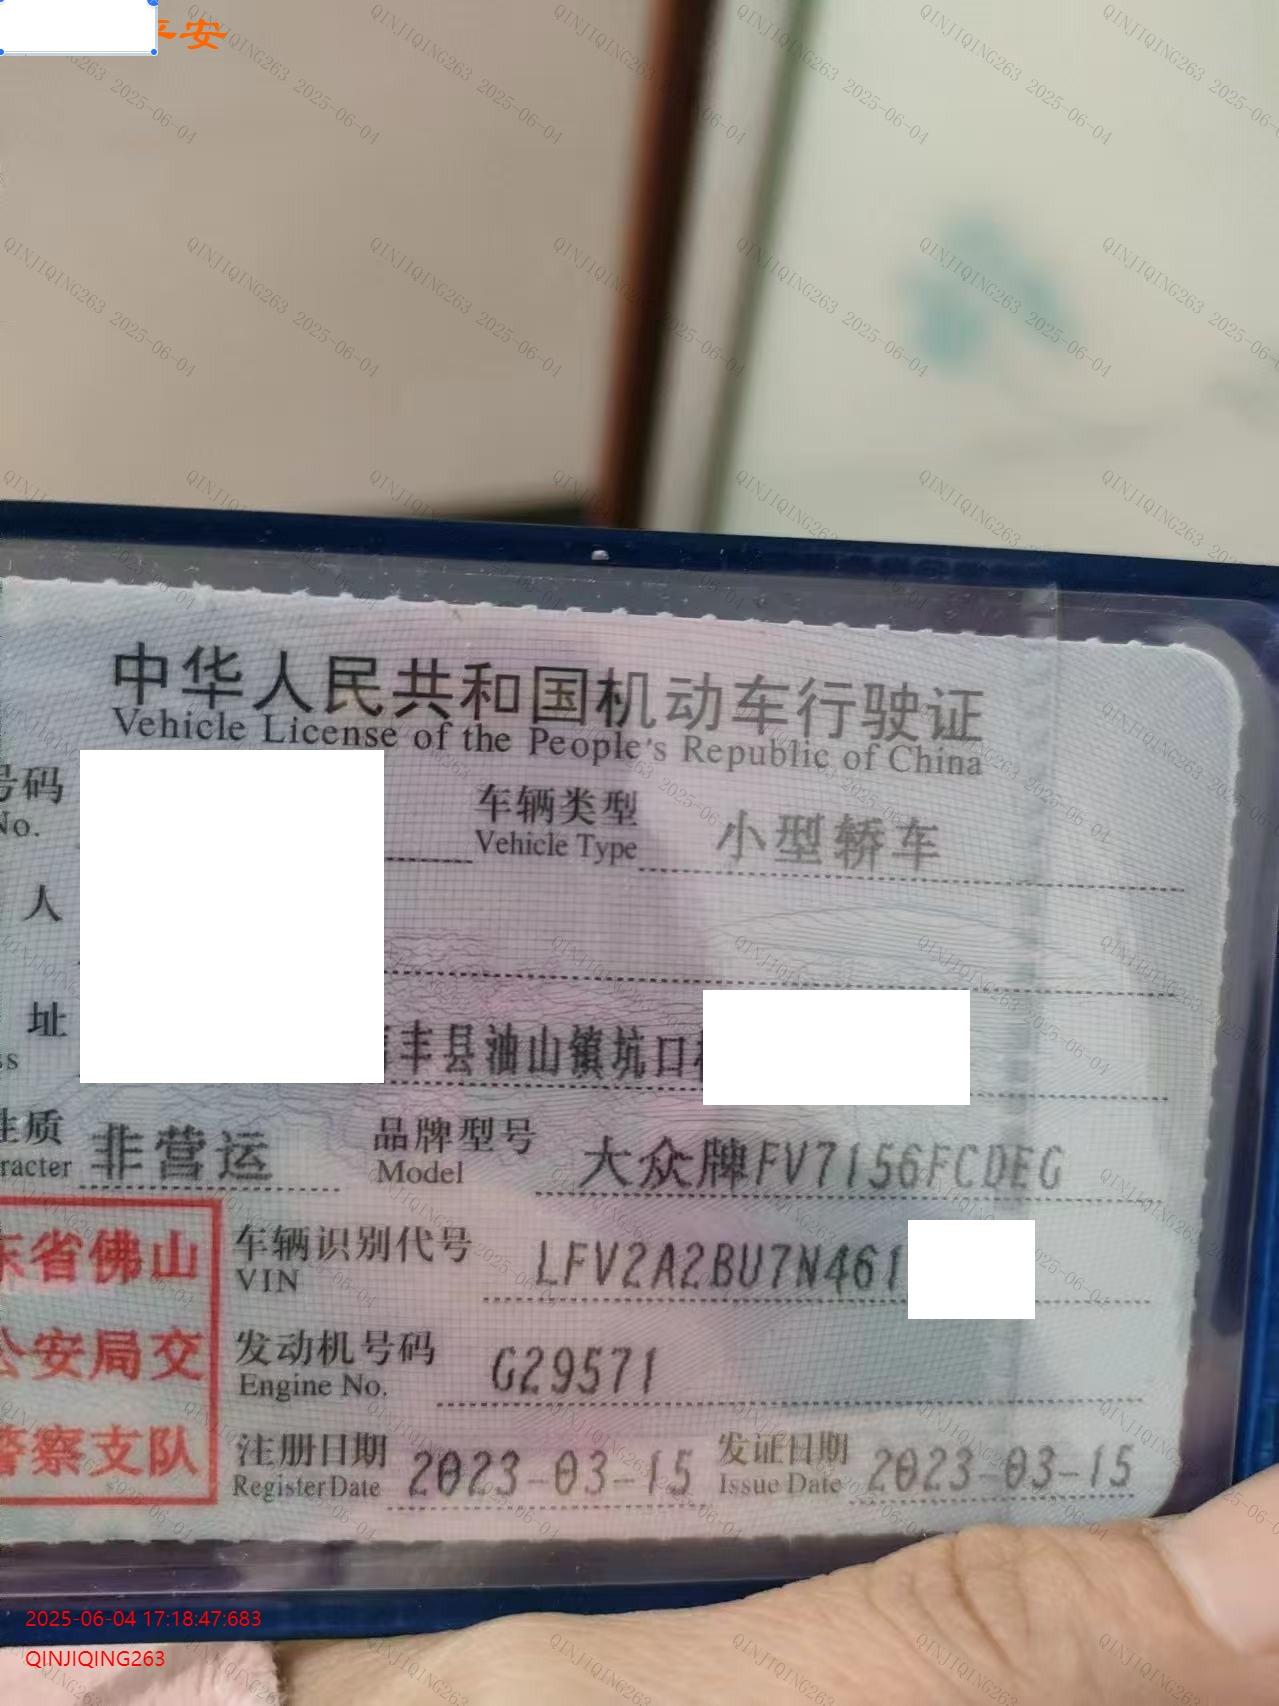 平安
中华人民共和国机动车行驶证
Vehicle License of the People's Republic of China
号码
No.
车辆类型
Vehicle Type
小型轿车
人
址
ss
丰县油山镇坑口
性质
racter
非营运
品牌型号
Model
大众牌FV7156FCDEG
东省佛山
公安局交
警察支队
车辆识别代号
VIN
LFV2A2BU7N461
发动机号码
Engine No.
G29571
注册日期
Register Date
2023-03-15
发证日期
Issue Date
2023-03-15
2025-06-04 17:18:47:683
QINJIQING263
QINJIQING263 2025-06-04